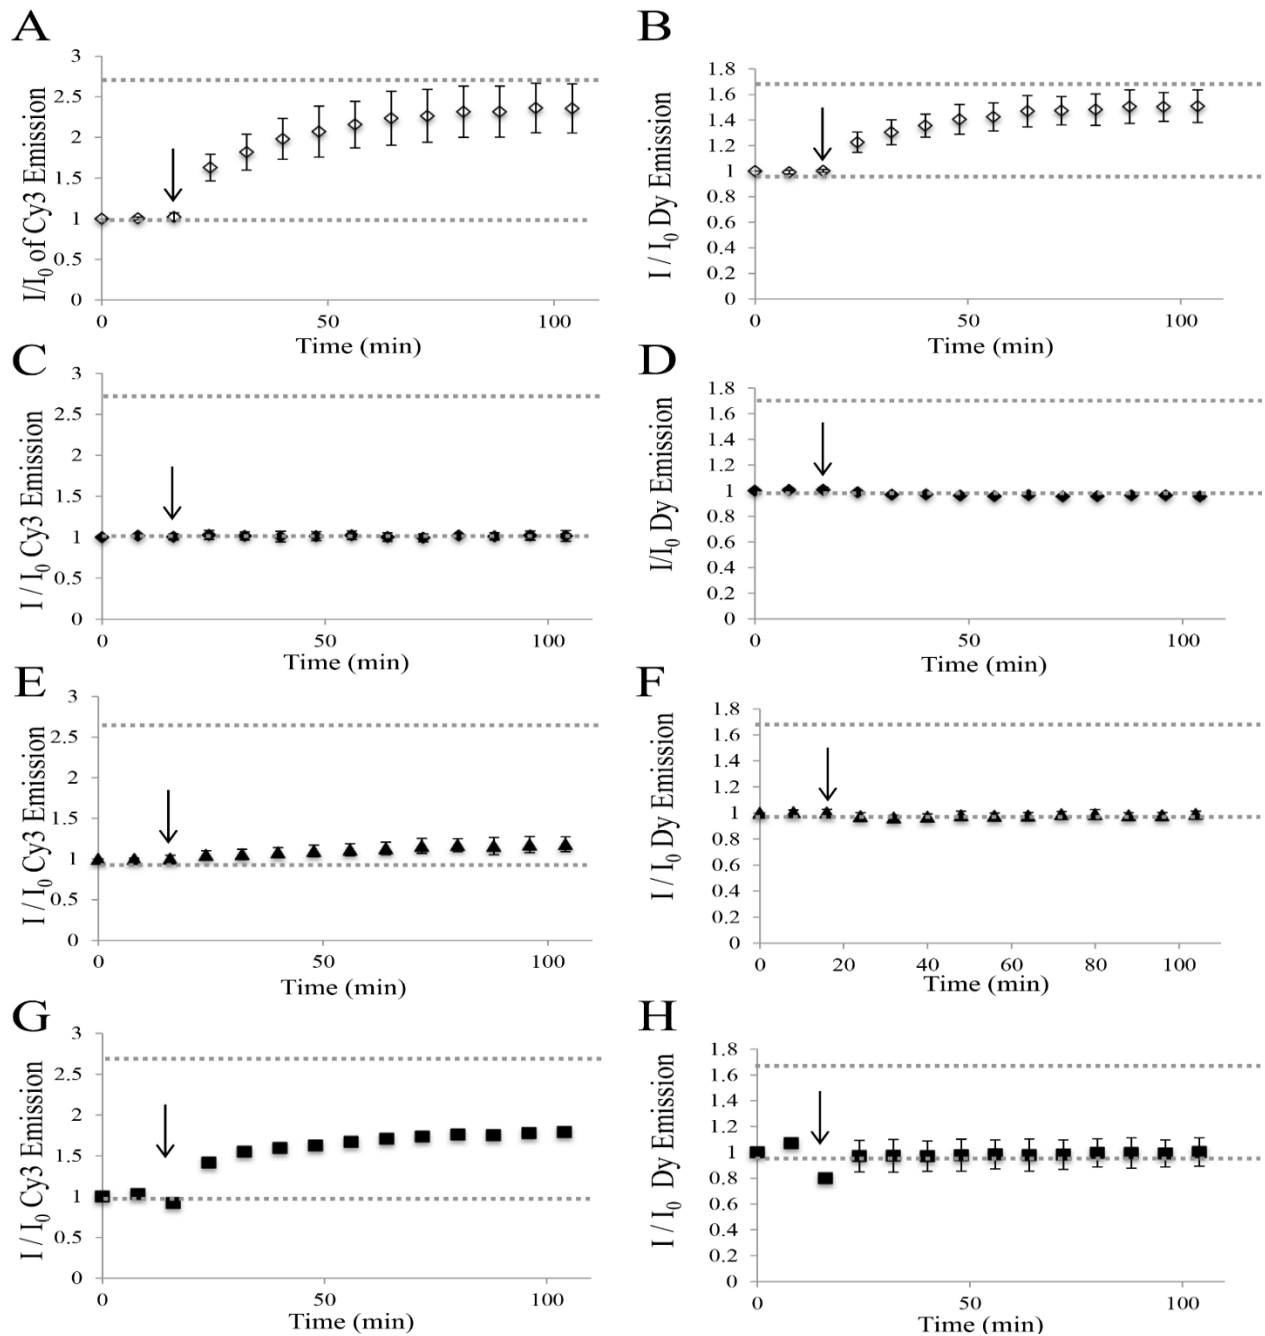 A
I/I0 of Cy3 Emission
3
2.5
2
1.5
1
0.5
0
0 50 100
Time (min)
B
I / I0 Dy Emission
1.8
1.6
1.4
1.2
1
0.8
0.6
0.4
0.2
0
0 50 100
Time (min)
C
I / I0 Cy3 Emission
3
2.5
2
1.5
1
0.5
0
0 50 100
Time (min)
D
I/I0 Dy Emission
1.8
1.6
1.4
1.2
1
0.8
0.6
0.4
0.2
0
0 50 100
Time (min)
E
I / I0 Cy3 Emission
3
2.5
2
1.5
1
0.5
0
0 50 100
Time (min)
F
I / I0 Dy Emission
1.8
1.6
1.4
1.2
1
0.8
0.6
0.4
0.2
0
0 20 40 60 80 100
Time (min)
G
I / I0 Cy3 Emission
3
2.5
2
1.5
1
0.5
0
0 50 100
Time (min)
H
I / I0 Dy Emission
1.8
1.6
1.4
1.2
1
0.8
0.6
0.4
0.2
0
0 50 100
Time (min)